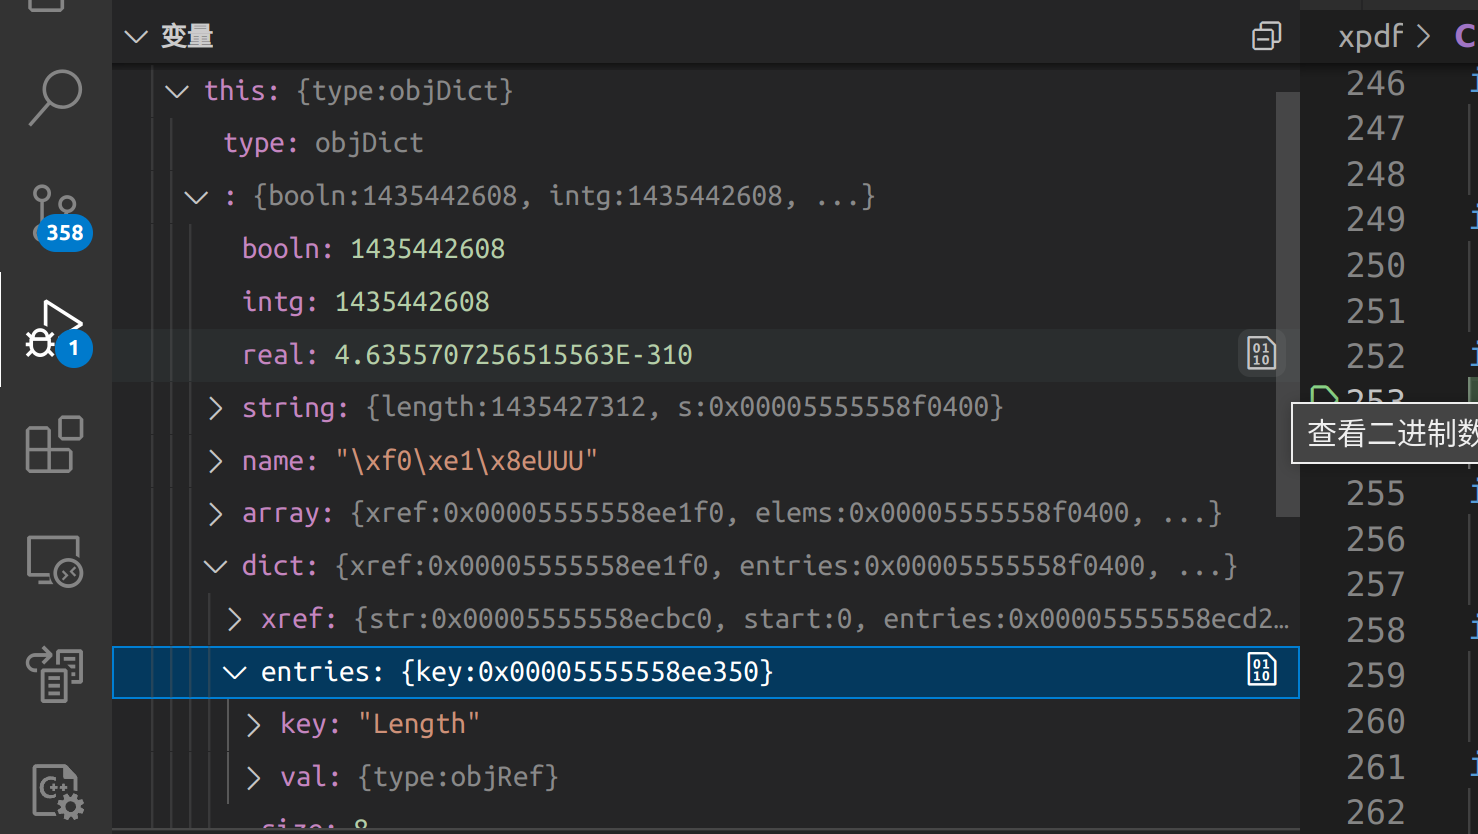 变量
xpdf > C
this: {type:objDict}
type: objDict
: {booln:1435442608, intg:1435442608, ...}
booln: 1435442608
intg: 1435442608
real: 4.6355707256515563E-310
string: {length:1435427312, s:0x00005555558f0400}
name: "\xf0\xe1\x8eUUU"
array: {xref:0x00005555558ee1f0, elems:0x00005555558f0400, ...}
dict: {xref:0x00005555558ee1f0, entries:0x00005555558f0400, ...}
xref: {str:0x00005555558ecbc0, start:0, entries:0x00005555558ecd2…
entries: {key:0x00005555558ee350}
key: "Length"
val: {type:objRef}
size: 8
358
1
查看二进制数
246
247
248
249
250
251
252
253
255
256
257
258
259
260
261
262